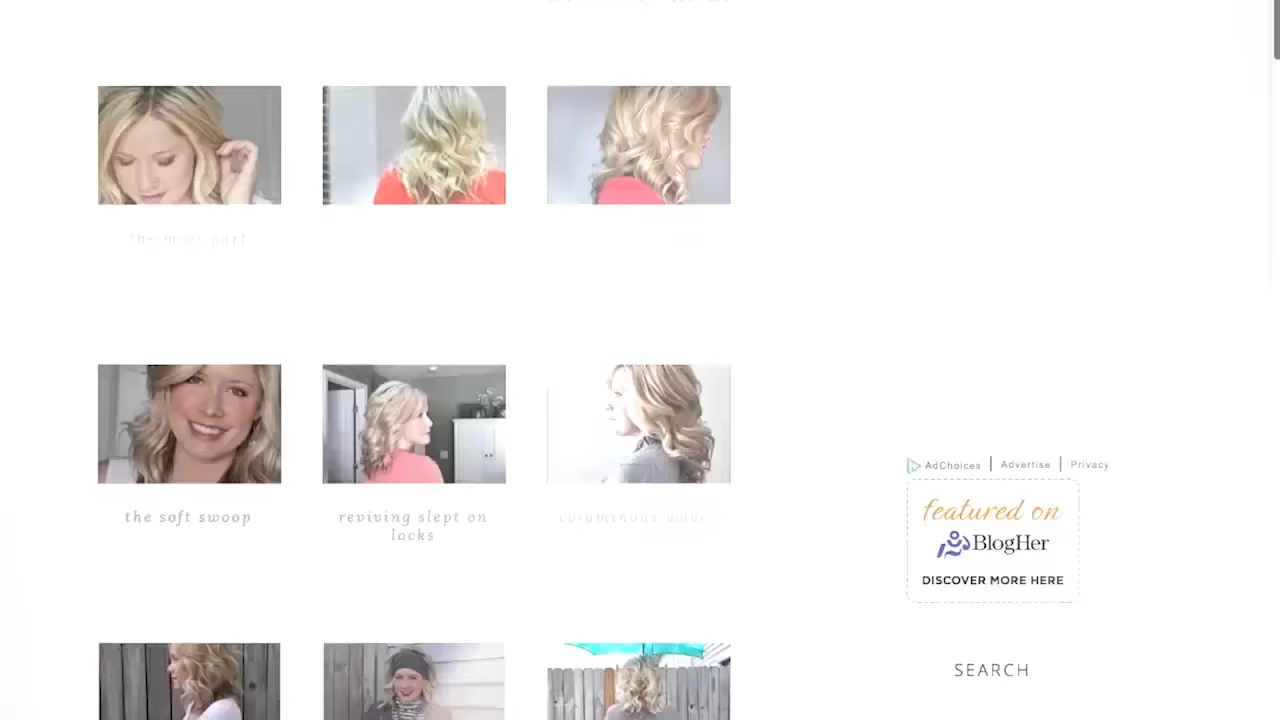 the soft swoop
reviving slept on
locks
AdChoices | Advertise | Privacy
featured on
BlogHer
DISCOVER MORE HERE
SEARCH